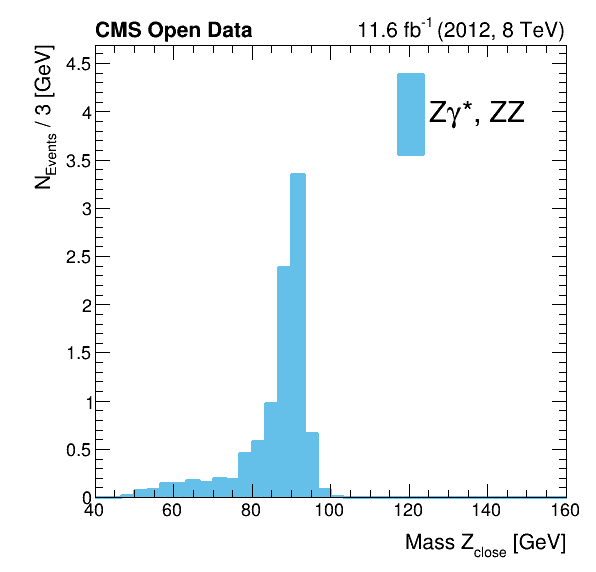 CMS Open Data 11.6 fb-1 (2012, 8 TeV)
NEvents / 3 [GeV]
4.5
4
3.5
3
2.5
2
1.5
1
0.5
0
Zγ*, ZZ
40 60 80 100 120 140 160
Mass Zclose [GeV]